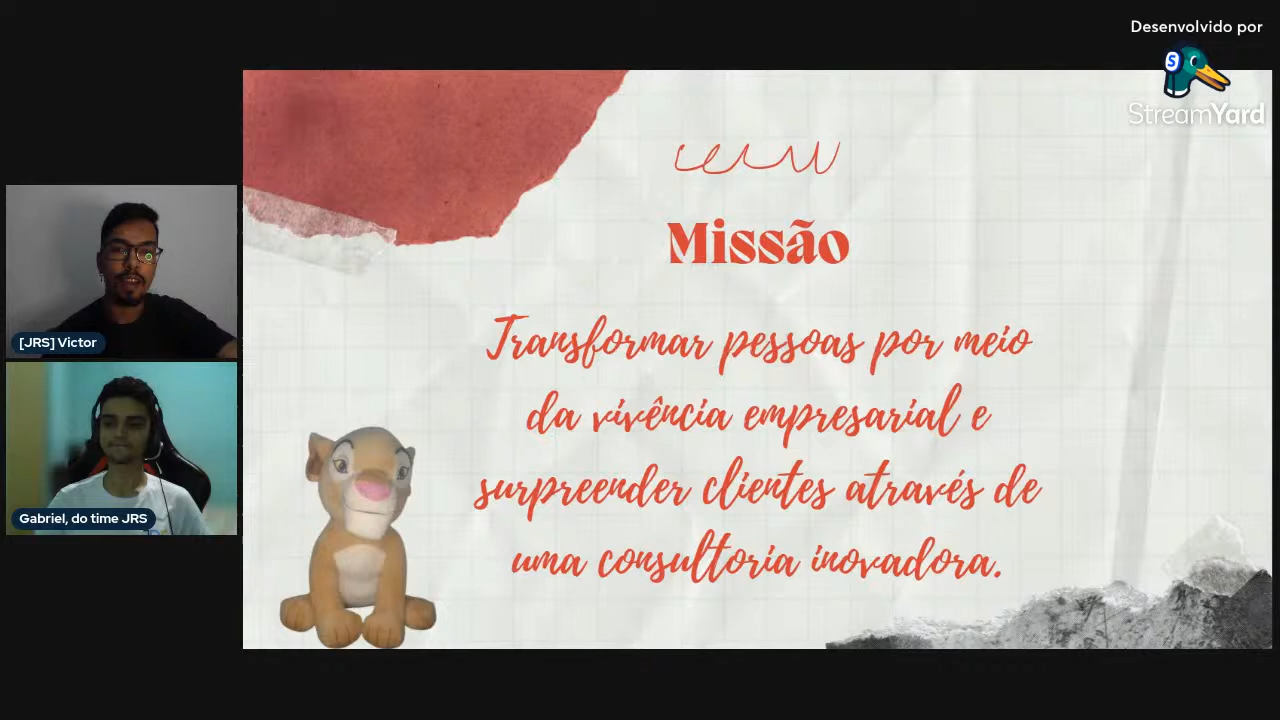 Desenvolvido por
StreamYard
Missão
Transformar pessoas por meio
da vivência empresarial e
surpreender clientes através de
uma consultoria inovadora.
[JRS] Victor
Gabriel, do time JRS